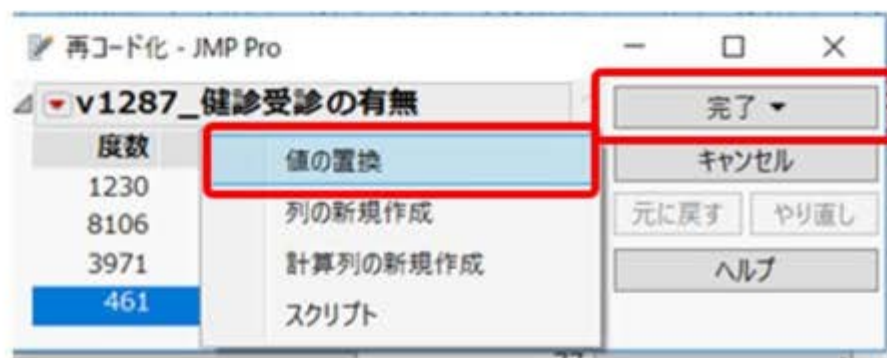 再コード化 - JMP Pro
v1287_健診受診の有無
完了
度数
値の置換
キャンセル
1230
8106
列の新規作成
元に戻す
やり直し
3971
計算列の新規作成
ヘルプ
461
スクリプト